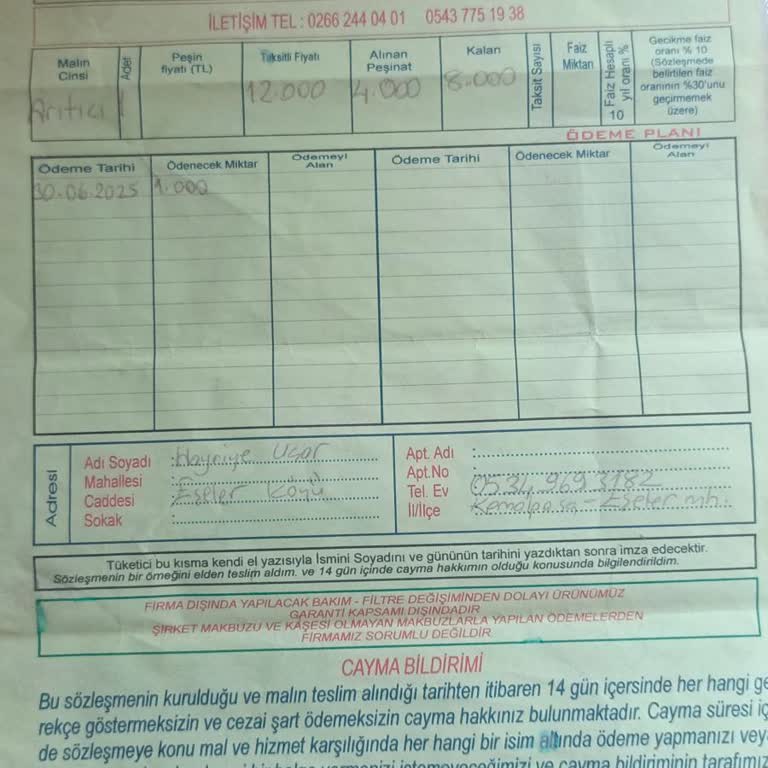 İLETİŞİM TEL : 0266 244 04 01 0543 775 19 38
Malın Cinsi
Adet
Peşin fiyatı (TL)
Taksitli Fiyatı
Alınan Peşinat
Kalan
Taksit Sayısı
Faiz Miktarı
Faiz Hesaplı yıl oranı % 10
Gecikme faiz oranı % 10 (Sözleşmede belirtilen faiz oranının %30'unu geçirmemek üzere)
Arıtıcı 1 12.000 4.000 8.000
ÖDEME PLANI
Ödeme Tarihi Ödenecek Miktar Ödemeyi Alan Ödeme Tarihi Ödenecek Miktar Ödemeyi Alan
30.06.2025 1.000
Adresi
Adı Soyadı : Hayriye Uçar
Mahallesi :
Caddesi : Eseler Köyü
Sokak :
Apt. Adı :
Apt.No :
Tel. Ev : 0534 969 3182
İl/İlçe : Kemalpaşa - Eseler mh.
Tüketici bu kısma kendi el yazısıyla İsmini Soyadını ve gününün tarihini yazdıktan sonra imza edecektir.
Sözleşmenin bir örneğini elden teslim aldım. ve 14 gün içinde cayma hakkımın olduğu konusunda bilgilendirildim.
FİRMA DIŞINDA YAPILACAK BAKIM - FİLTRE DEĞİŞİMİNDEN DOLAYI ÜRÜNÜMÜZ
GARANTİ KAPSAMI DIŞINDADIR
ŞİRKET MAKBUZU VE KAŞESİ OLMAYAN MAKBUZLARLA YAPILAN ÖDEMELERDEN
FİRMAMIZ SORUMLU DEĞİLDİR
CAYMA BİLDİRİMİ
Bu sözleşmenin kurulduğu ve malın teslim alındığı tarihten itibaren 14 gün içersinde her hangi ge
rekçe göstermeksizin ve cezai şart ödemeksizin cayma hakkınız bulunmaktadır. Cayma süresi iç
de sözleşmeye konu mal ve hizmet karşılığında her hangi bir isim altında ödeme yapmanızı vey